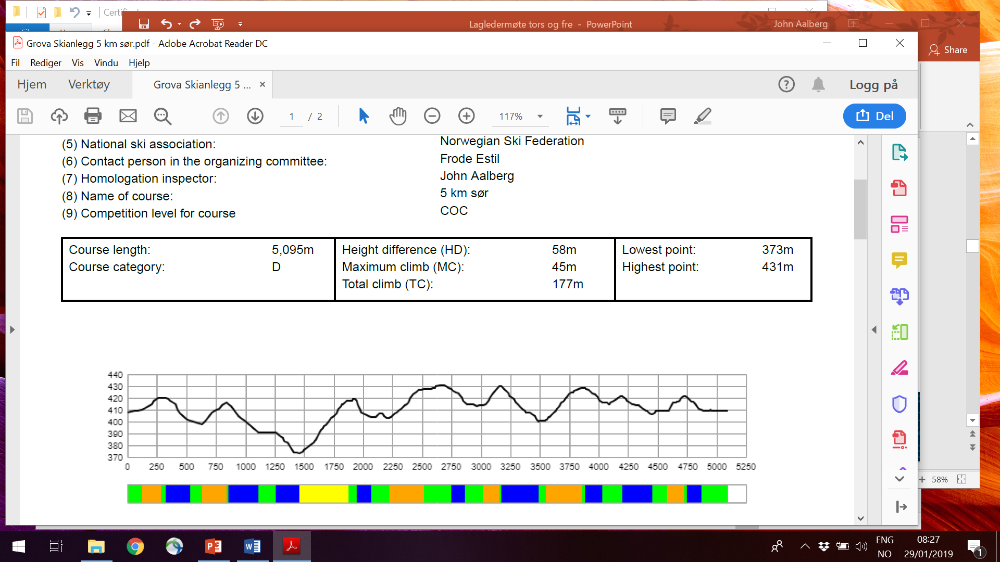 Certifi
Lagledermøte tors og fre - PowerPoint
John Aalberg
Share
Grova Skianlegg 5 km sør.pdf - Adobe Acrobat Reader DC
Fil Rediger Vis Vindu Hjelp
Hjem Verktøy Grova Skianlegg 5 ... Logg på
1 / 2 117% Del
(5) National ski association: Norwegian Ski Federation
(6) Contact person in the organizing committee: Frode Estil
(7) Homologation inspector: John Aalberg
(8) Name of course: 5 km sør
(9) Competition level for course COC
Course length: 5,095m Height difference (HD): 58m Lowest point: 373m
Course category: D Maximum climb (MC): 45m Highest point: 431m
Total climb (TC): 177m
440
430
420
410
400
390
380
370
0 250 500 750 1000 1250 1500 1750 2000 2250 2500 2750 3000 3250 3500 3750 4000 4250 4500 4750 5000 5250
58%
ENG 08:27
NO 29/01/2019
1